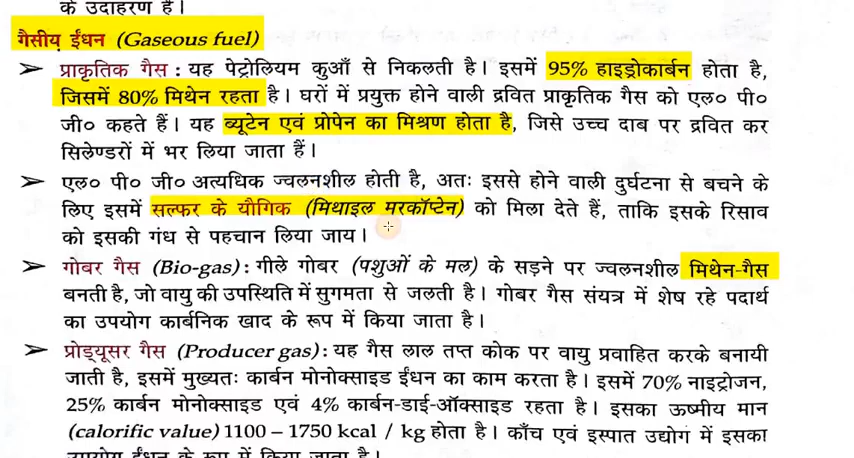 के उदाहरण हैं।
गैसीय ईंधन (Gaseous fuel)
➢ प्राकृतिक गैस : यह पेट्रोलियम कुआँ से निकलती है। इसमें 95% हाइड्रोकार्बन होता है,
जिसमें 80% मिथेन रहता है। घरों में प्रयुक्त होने वाली द्रवित प्राकृतिक गैस को एल० पी०
जी० कहते हैं। यह ब्यूटेन एवं प्रोपेन का मिश्रण होता है, जिसे उच्च दाब पर द्रवित कर
सिलेण्डरों में भर लिया जाता हैं।
➢ एल० पी० जी० अत्यधिक ज्वलनशील होती है, अतः इससे होने वाली दुर्घटना से बचने के
लिए इसमें सल्फर के यौगिक (मिथाइल मरकॉप्टेन) को मिला देते हैं, ताकि इसके रिसाव
को इसकी गंध से पहचान लिया जाय।
➢ गोबर गैस (Bio-gas) : गीले गोबर (पशुओं के मल) के सड़ने पर ज्वलनशील मिथेन-गैस
बनती है, जो वायु की उपस्थिति में सुगमता से जलती है। गोबर गैस संयत्र में शेष रहे पदार्थ
का उपयोग कार्बनिक खाद के रूप में किया जाता है।
➢ प्रोड्यूसर गैस (Producer gas) : यह गैस लाल तप्त कोक पर वायु प्रवाहित करके बनायी
जाती है, इसमें मुख्यतः कार्बन मोनोक्साइड ईंधन का काम करता है। इसमें 70% नाइट्रोजन,
25% कार्बन मोनोक्साइड एवं 4% कार्बन-डाई-ऑक्साइड रहता है। इसका ऊष्मीय मान
(calorific value) 1100 – 1750 kcal / kg होता है। काँच एवं इस्पात उद्योग में इसका
उपयोग ईंधन के रूप में किया जाता है।